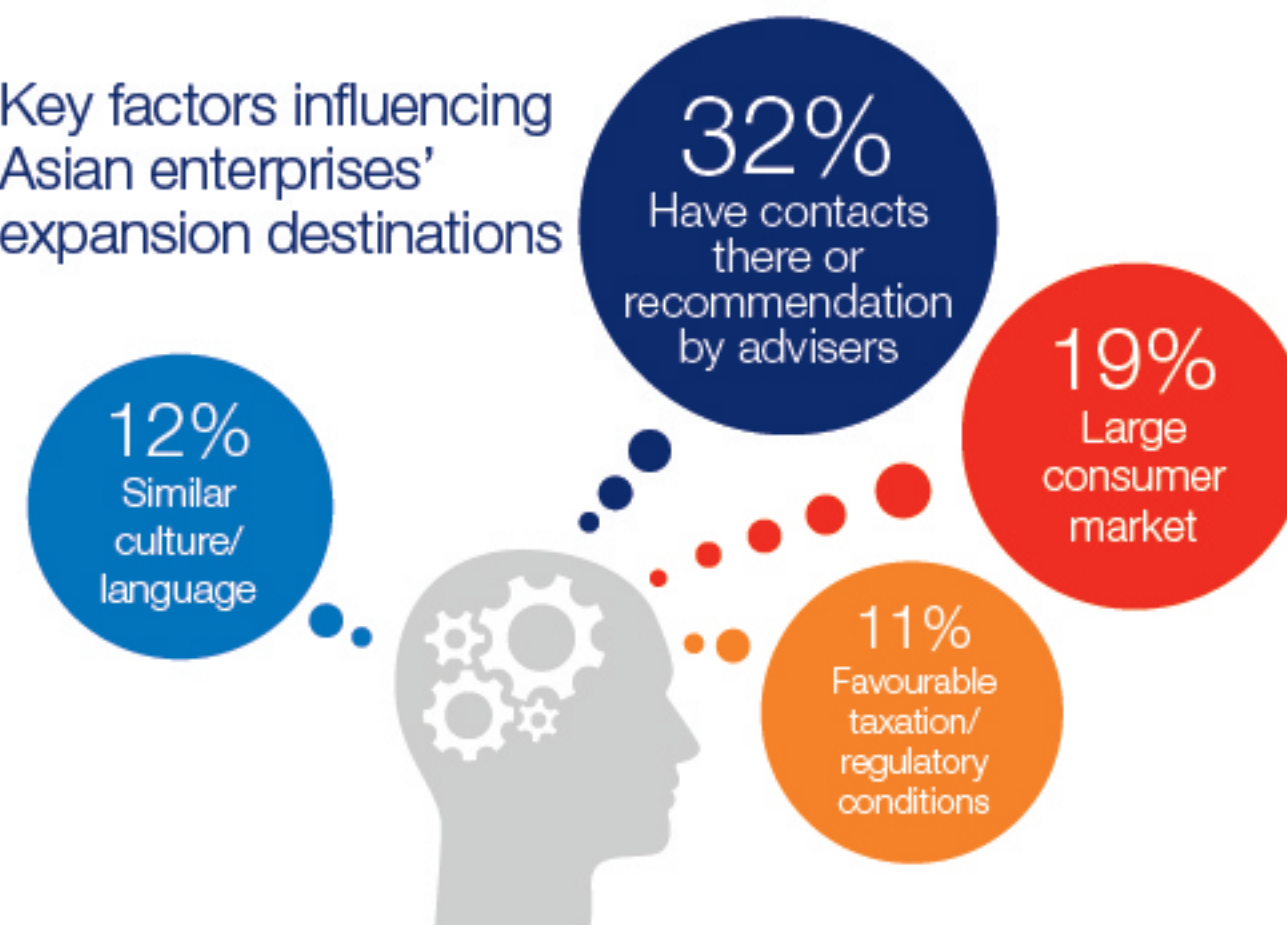 Key factors influencing
Asian enterprises’
expansion destinations
32%
Have contacts
there or
recommendation
by advisers
19%
Large
consumer
market
12%
Similar
culture/
language
11%
Favourable
taxation/
regulatory
conditions